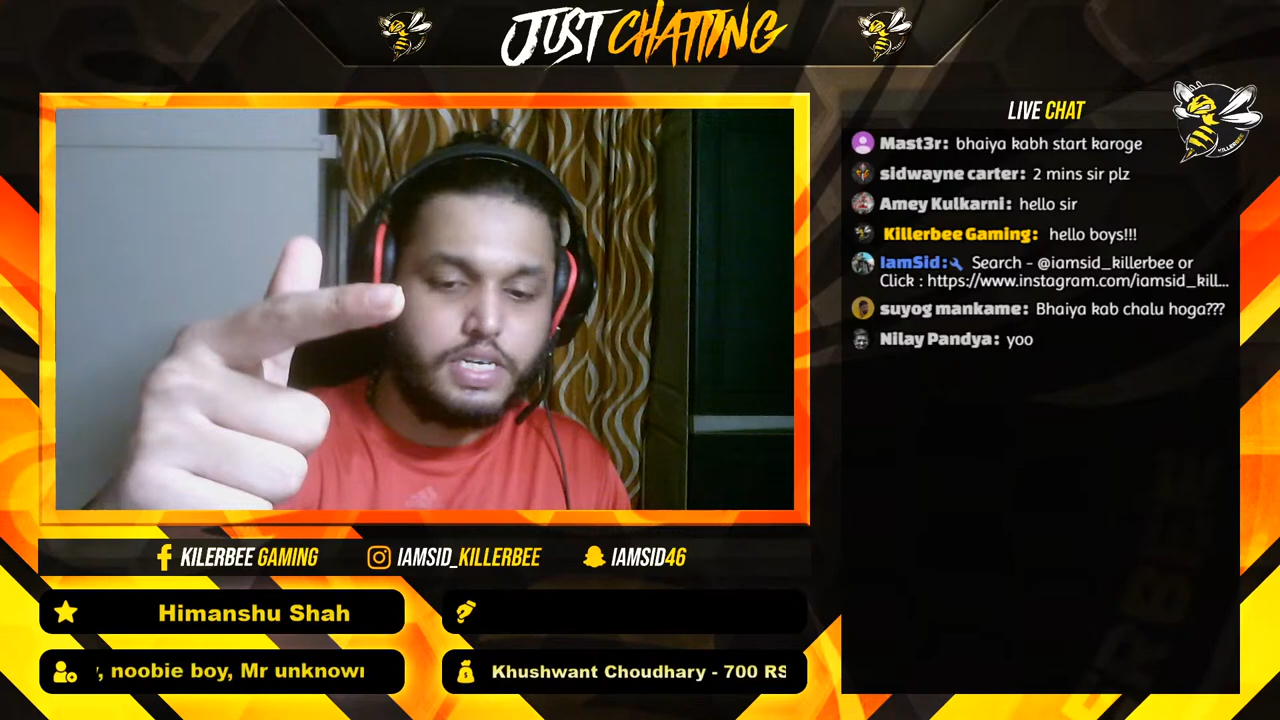 JUST CHATTING
LIVE CHAT
Mast3r: bhaiya kabh start karoge
sidwayne carter: 2 mins sir plz
Amey Kulkarni: hello sir
Killerbee Gaming: hello boys!!!
IamSid: Search - @iamsid_killerbee or
Click : https://www.instagram.com/iamsid_kill...
suyog mankame: Bhaiya kab chalu hoga???
Nilay Pandya: yoo
KILERBEE GAMING
IAMSID_KILLERBEE
IAMSID46
Himanshu Shah
, noobie boy, Mr unknown
Khushwant Choudhary - 700 RS